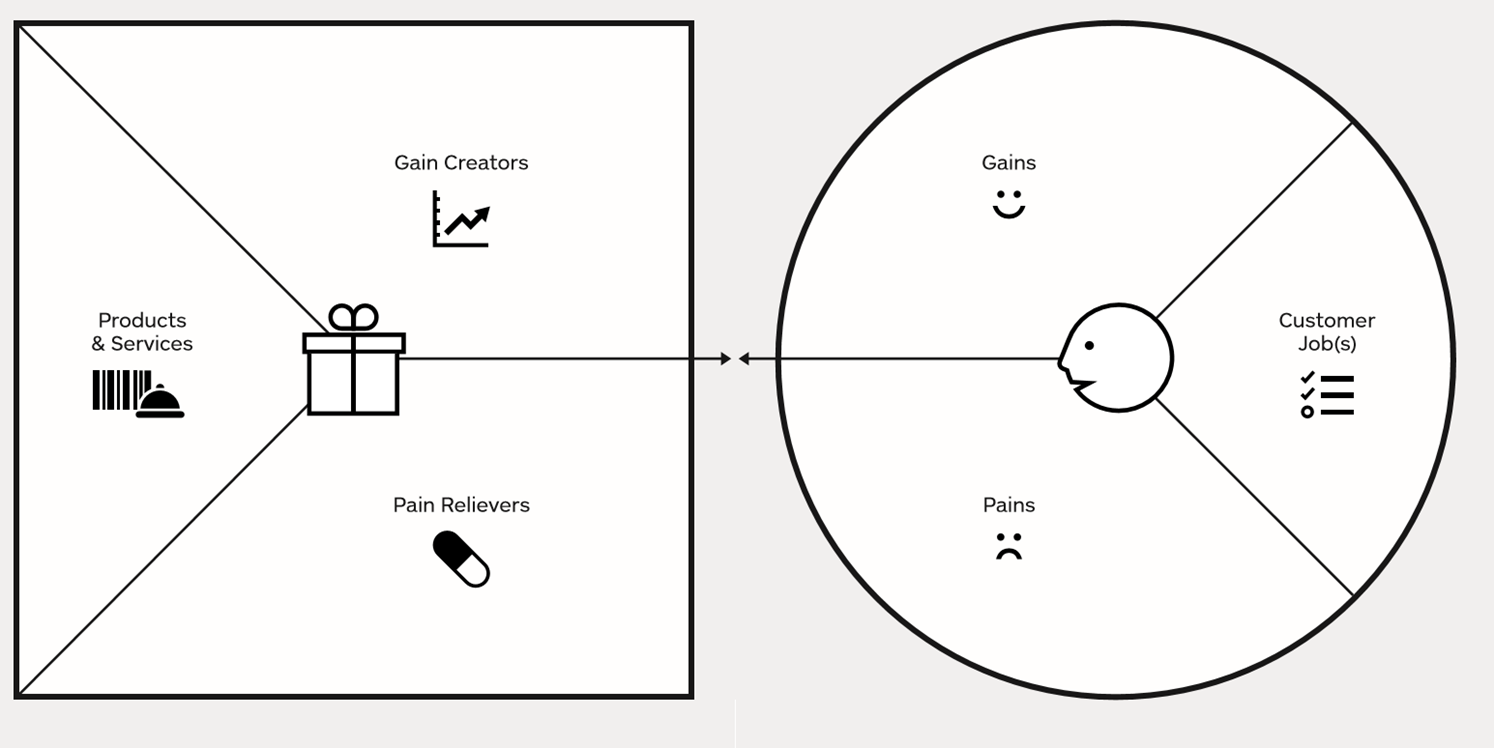 Gain Creators
Products
& Services
Pain Relievers
Gains
Customer
Job(s)
Pains